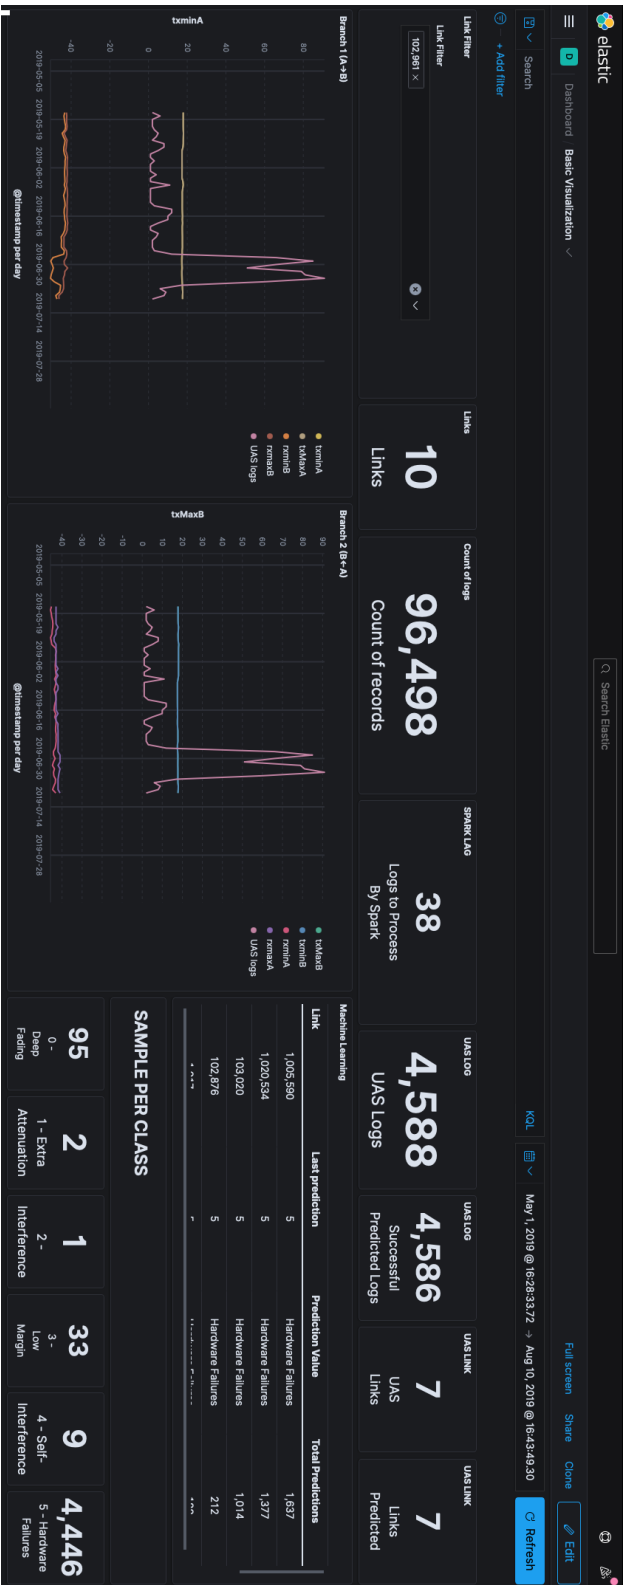 elastic
Search Elastic
D
Dashboard
Basic Visualization
Full screen
Share
Clone
Edit
Search
KQL
May 1, 2019 @ 16:28:33.72 → Aug 10, 2019 @ 16:43:49.30
Refresh
+ Add filter
Link Filter
Link Filter
102,961 ×
Links
10
Links
Count of logs
96,498
Count of records
SPARK LAG
38
Logs to Process
By Spark
UAS LOG
4,588
UAS Logs
UAS LOG
4,586
Successful
Predicted Logs
UAS LINK
7
UAS
Links
UAS LINK
7
Links
Predicted
Branch 1 (A->B)
txminA
80
60
40
20
0
-20
-40
2019-05-05 2019-05-19 2019-06-02 2019-06-16 2019-06-30 2019-07-14 2019-07-28
@timestamp per day
txminA
txMaxA
rxminB
rxmaxB
UAS logs
Branch 2 (B<-A)
txMaxB
90
80
70
60
50
40
30
20
10
0
-10
-20
-30
-40
2019-05-05 2019-05-19 2019-06-02 2019-06-16 2019-06-30 2019-07-14 2019-07-28
@timestamp per day
txMaxB
txminB
rxminA
rxmaxA
UAS logs
Machine Learning
Link Last prediction Prediction Value Total Predictions
1,005,590 5 Hardware Failures 1,637
1,020,534 5 Hardware Failures 1,377
103,020 5 Hardware Failures 1,014
102,876 5 Hardware Failures 212
SAMPLE PER CLASS
95
0 -
Deep
Fading
2
1 - Extra
Attenuation
1
2 -
Interference
33
3 -
Low
Margin
9
4 - Self-
Interference
4,446
5 - Hardware
Failures